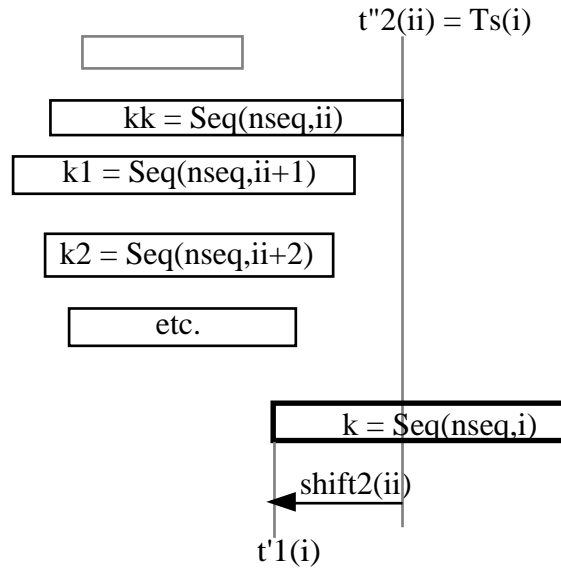 t"2(ii) = Ts(i)
kk = Seq(nseq,ii)
k1 = Seq(nseq,ii+1)
k2 = Seq(nseq,ii+2)
etc.
k = Seq(nseq,i)
shift2(ii)
t'1(i)